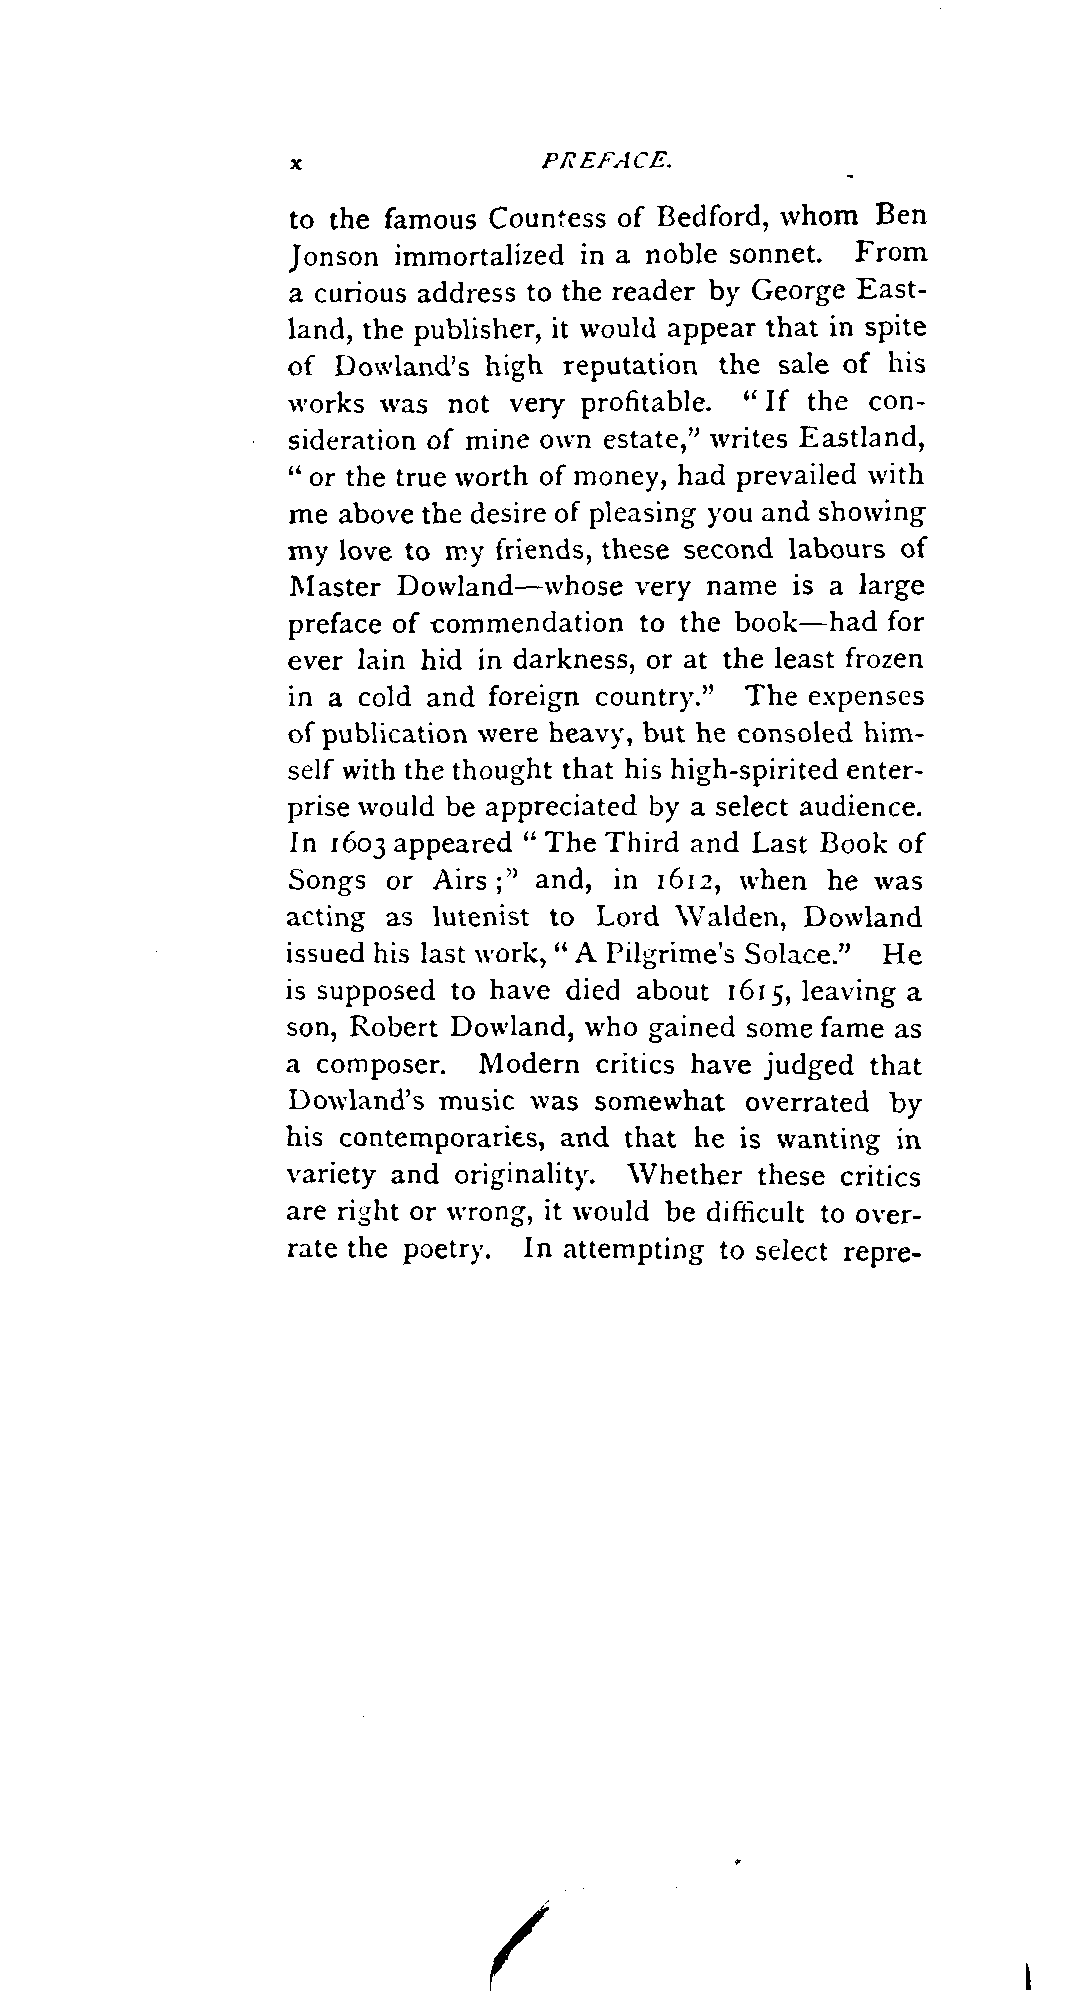 x PREFACE.
to the famous Countess of Bedford, whom Ben
Jonson immortalized in a noble sonnet. From
a curious address to the reader by George East-
land, the publisher, it would appear that in spite
of Dowland's high reputation the sale of his
works was not very profitable. “If the con-
sideration of mine own estate,” writes Eastland,
“or the true worth of money, had prevailed with
me above the desire of pleasing you and showing
my love to my friends, these second labours of
Master Dowland—whose very name is a large
preface of commendation to the book—had for
ever lain hid in darkness, or at the least frozen
in a cold and foreign country.” The expenses
of publication were heavy, but he consoled him-
self with the thought that his high-spirited enter-
prise would be appreciated by a select audience.
In 1603 appeared “The Third and Last Book of
Songs or Airs;” and, in 1612, when he was
acting as lutenist to Lord Walden, Dowland
issued his last work, “A Pilgrime's Solace.” He
is supposed to have died about 1615, leaving a
son, Robert Dowland, who gained some fame as
a composer. Modern critics have judged that
Dowland's music was somewhat overrated by
his contemporaries, and that he is wanting in
variety and originality. Whether these critics
are right or wrong, it would be difficult to over-
rate the poetry. In attempting to select repre-